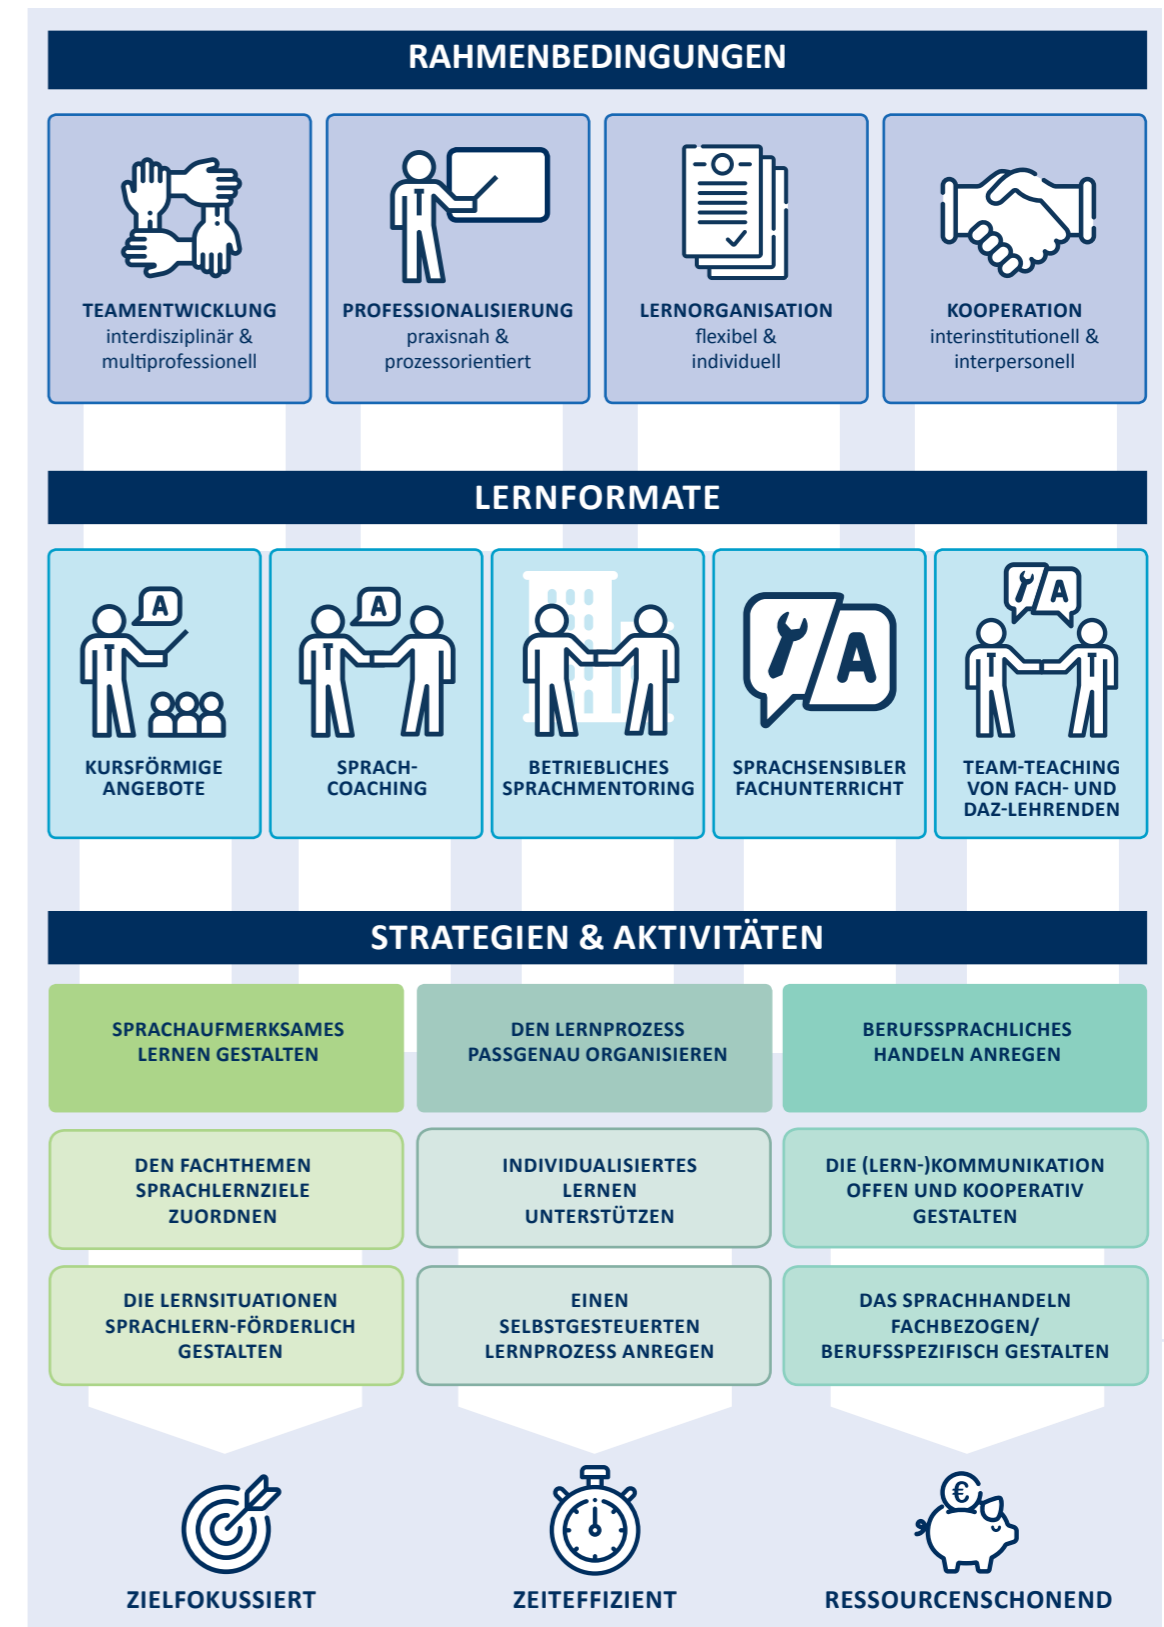 RAHMENBEDINGUNGEN
TEAMENTWICKLUNG
interdisziplinär &
multiprofessionell
PROFESSIONALISIERUNG
praxisnah &
prozessorientiert
LERNORGANISATION
flexibel &
individuell
KOOPERATION
interinstitutionell &
interpersonell
LERNFORMATE
A
KURSFÖRMIGE
ANGEBOTE
A
SPRACH-
COACHING
BETRIEBLICHES
SPRACHMENTORING
A
SPRACHSENSIBLER
FACHUNTERRICHT
A
TEAM-TEACHING
VON FACH- UND
DAZ-LEHRENDEN
STRATEGIEN & AKTIVITÄTEN
SPRACHAUFMERKSAMES
LERNEN GESTALTEN
DEN LERNPROZESS
PASSGENAU ORGANISIEREN
BERUFSSPRACHLICHES
HANDELN ANREGEN
DEN FACHTHEMEN
SPRACHLERNZIELE
ZUORDNEN
INDIVIDUALISIERTES
LERNEN
UNTERSTÜTZEN
DIE (LERN-)KOMMUNIKATION
OFFEN UND KOOPERATIV
GESTALTEN
DIE LERNSITUATIONEN
SPRACHLERN-FÖRDERLICH
GESTALTEN
EINEN
SELBSTGESTEUERTEN
LERNPROZESS ANREGEN
DAS SPRACHHANDELN
FACHBEZOGEN/
BERUFSSPEZIFISCH GESTALTEN
€
ZIELFOKUSSIERT
ZEITEFFIZIENT
RESSOURCENSCHONEND